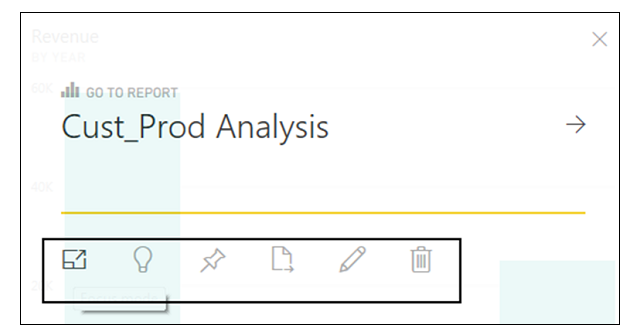 Revenue
BY YEAR
60K
GO TO REPORT
Cust_Prod Analysis
40K